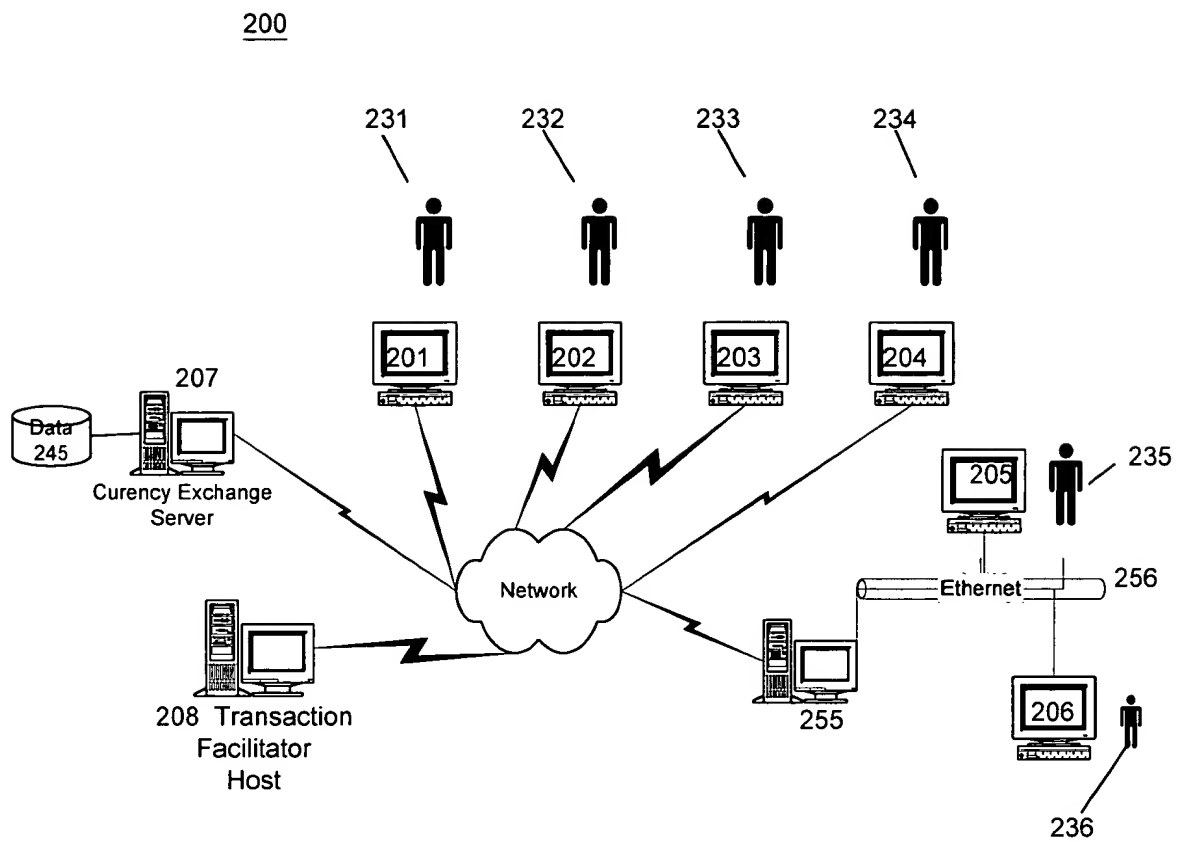 200
231
232
233
234
201
202
203
204
207
Data
245
Curency Exchange
Server
205
235
Network
Ethernet
256
208 Transaction
Facilitator
Host
255
206
236